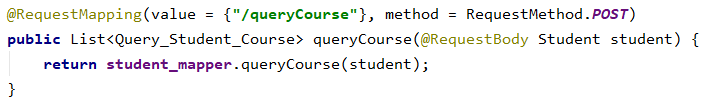 @RequestMapping(value = {"/queryCourse"}, method = RequestMethod.POST)
public List<Query_Student_Course> queryCourse(@RequestBody Student student) {
    return student_mapper.queryCourse(student);
}